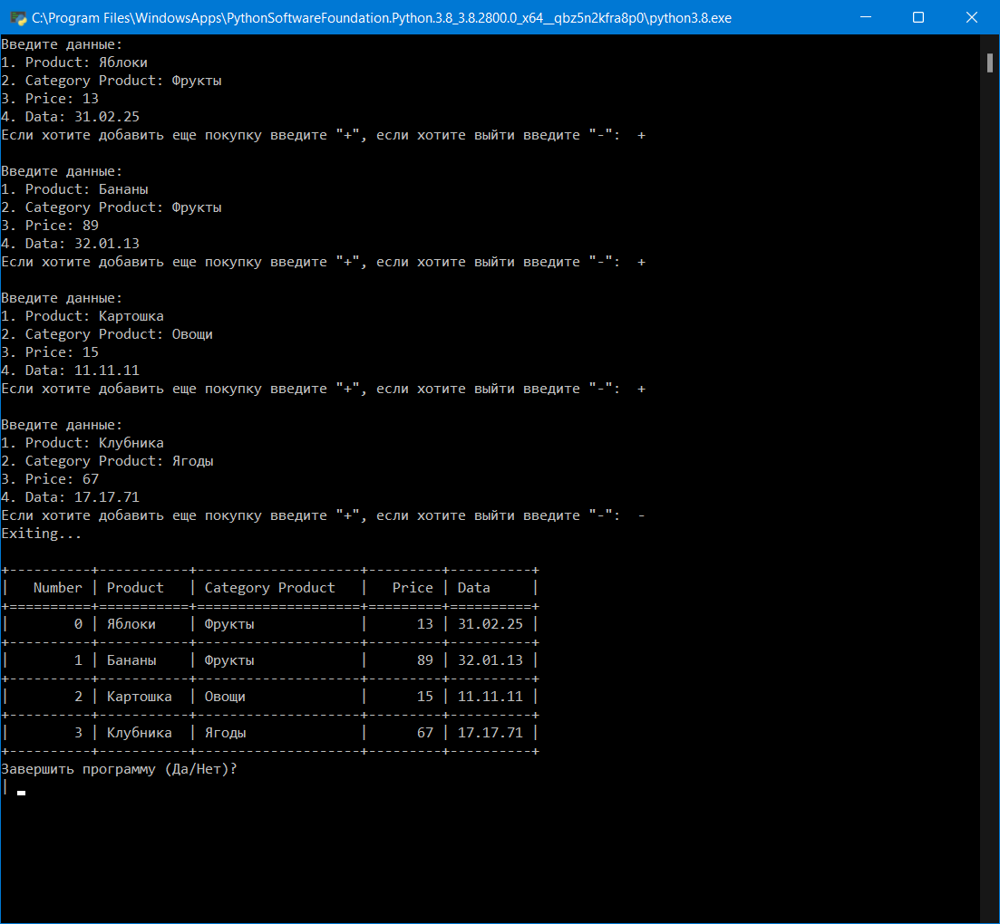 C:\Program Files\WindowsApps\PythonSoftwareFoundation.Python.3.8_3.8.2800.0_x64__qbz5n2kfra8p0\python3.8.exe
Введите данные:
1. Product: Яблоки
2. Category Product: Фрукты
3. Price: 13
4. Data: 31.02.25
Если хотите добавить еще покупку введите "+", если хотите выйти введите "-":  +

Введите данные:
1. Product: Бананы
2. Category Product: Фрукты
3. Price: 89
4. Data: 32.01.13
Если хотите добавить еще покупку введите "+", если хотите выйти введите "-":  +

Введите данные:
1. Product: Картошка
2. Category Product: Овощи
3. Price: 15
4. Data: 11.11.11
Если хотите добавить еще покупку введите "+", если хотите выйти введите "-":  +

Введите данные:
1. Product: Клубника
2. Category Product: Ягоды
3. Price: 67
4. Data: 17.17.71
Если хотите добавить еще покупку введите "+", если хотите выйти введите "-":  -
Exiting...

+----------+-----------+--------------------+---------+----------+
|   Number | Product   | Category Product   |   Price | Data     |
+==========+===========+====================+=========+==========+
|        0 | Яблоки    | Фрукты             |      13 | 31.02.25 |
+----------+-----------+--------------------+---------+----------+
|        1 | Бананы    | Фрукты             |      89 | 32.01.13 |
+----------+-----------+--------------------+---------+----------+
|        2 | Картошка  | Овощи              |      15 | 11.11.11 |
+----------+-----------+--------------------+---------+----------+
|        3 | Клубника  | Ягоды              |      67 | 17.17.71 |
+----------+-----------+--------------------+---------+----------+
Завершить программу (Да/Нет)?
| _